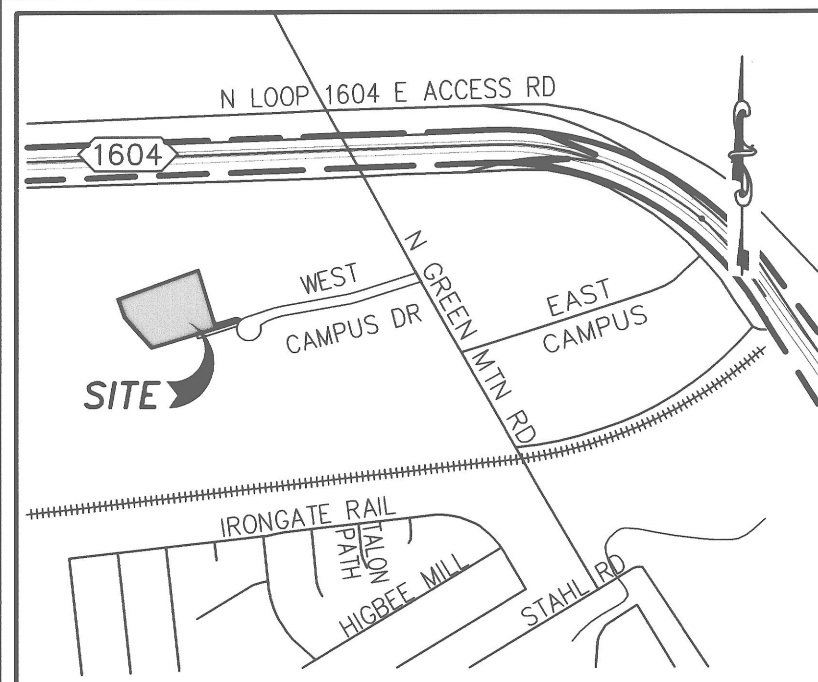 N LOOP 1604 E ACCESS RD
1604
N GREEN MTN RD
WEST
CAMPUS DR
EAST
CAMPUS
SITE
IRONGATE RAIL
TALON
PATH
HIGBEE MILL
STAHL RD